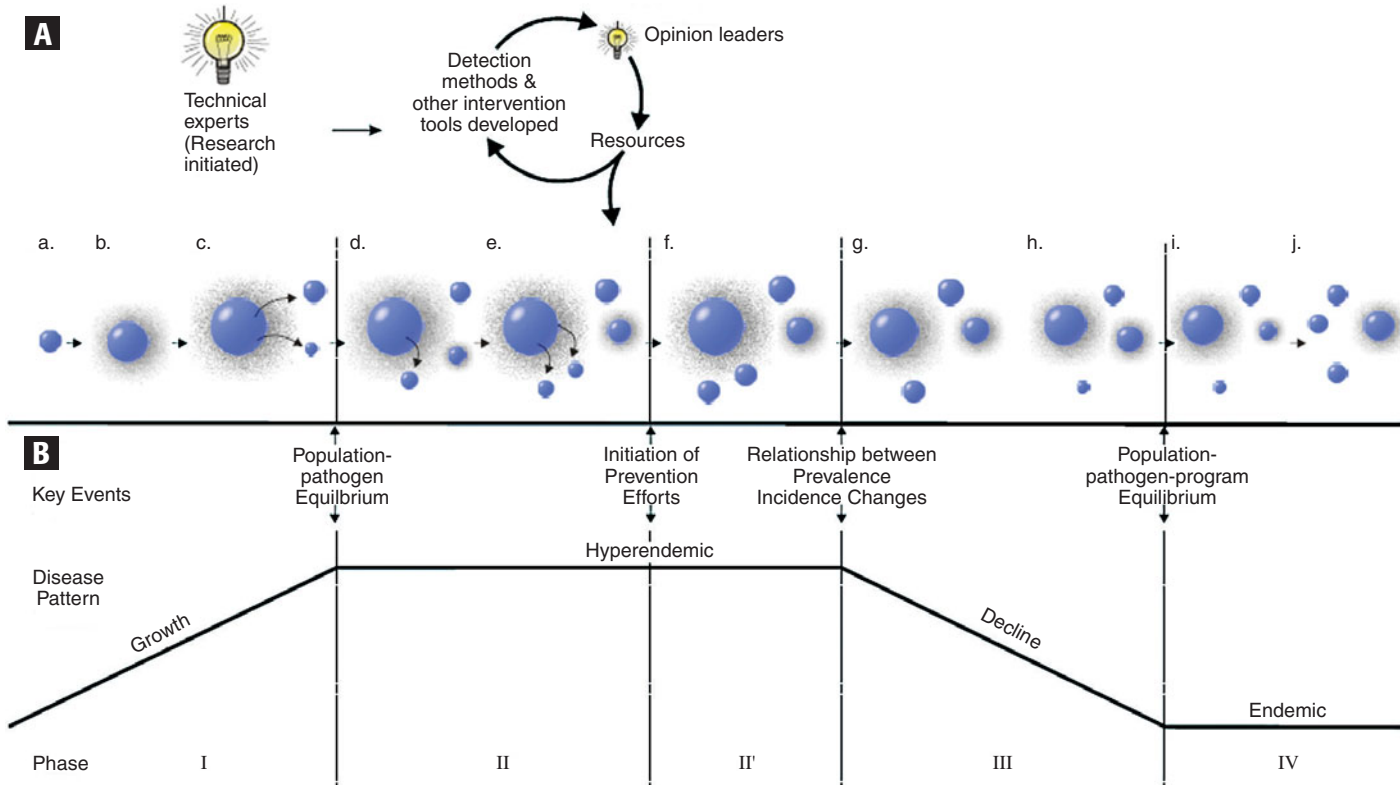 A
Technical
experts
(Research
initiated)
Detection
methods &
other intervention
tools developed
Opinion leaders
Resources
a.
b.
c.
d.
e.
f.
g.
h.
i.
j.
B
Key Events
Population-
pathogen
Equilbrium
Initiation of
Prevention
Efforts
Relationship between
Prevalence
Incidence Changes
Population-
pathogen-program
Equilibrium
Disease
Pattern
Growth
Hyperendemic
Decline
Endemic
Phase
I
II
II'
III
IV